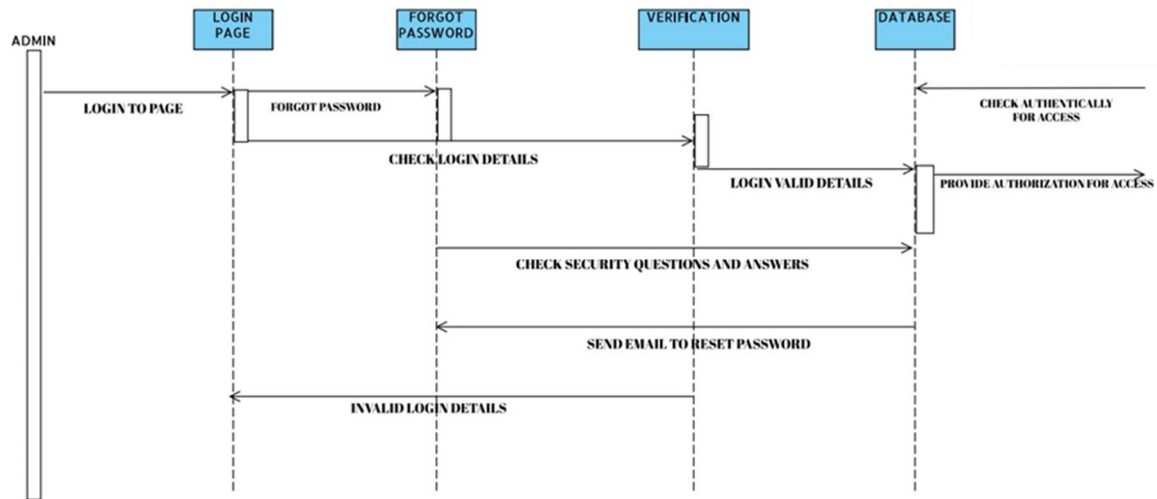 LOGIN
PAGE
FORGOT
PASSWORD
VERIFICATION
DATABASE
ADMIN
LOGIN TO PAGE
FORGOT PASSWORD
CHECK AUTHENTICALLY
FOR ACCESS
CHECK LOGIN DETAILS
LOGIN VALID DETAILS
PROVIDE AUTHORIZATION FOR ACCESS
CHECK SECURITY QUESTIONS AND ANSWERS
SEND EMAIL TO RESET PASSWORD
INVALID LOGIN DETAILS